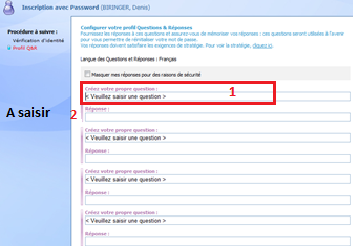 Inscription avec Password (BIRINGER, Denis)
Procédure à suivre :
Vérification d'identité
Profil Q&R
Configurer votre profil Questions & Réponses
Fournissez les réponses à ces questions et assurez-vous de mémoriser vos réponses : ces questions seront utilisées à l'avenir
pour vous permettre de réinitialiser votre mot de passe.
Vos réponses doivent satisfaire les exigences de stratégie. Pour voir la stratégie, cliquez ici.
Langue des Questions et Réponses : Français
Masquer mes réponses pour des raisons de sécurité
Créez votre propre question :
< Veuillez saisir une question >
1
A saisir
2
Réponse :
Créez votre propre question :
< Veuillez saisir une question >
Réponse :
Créez votre propre question :
< Veuillez saisir une question >
Réponse :
Créez votre propre question :
< Veuillez saisir une question >
Réponse :